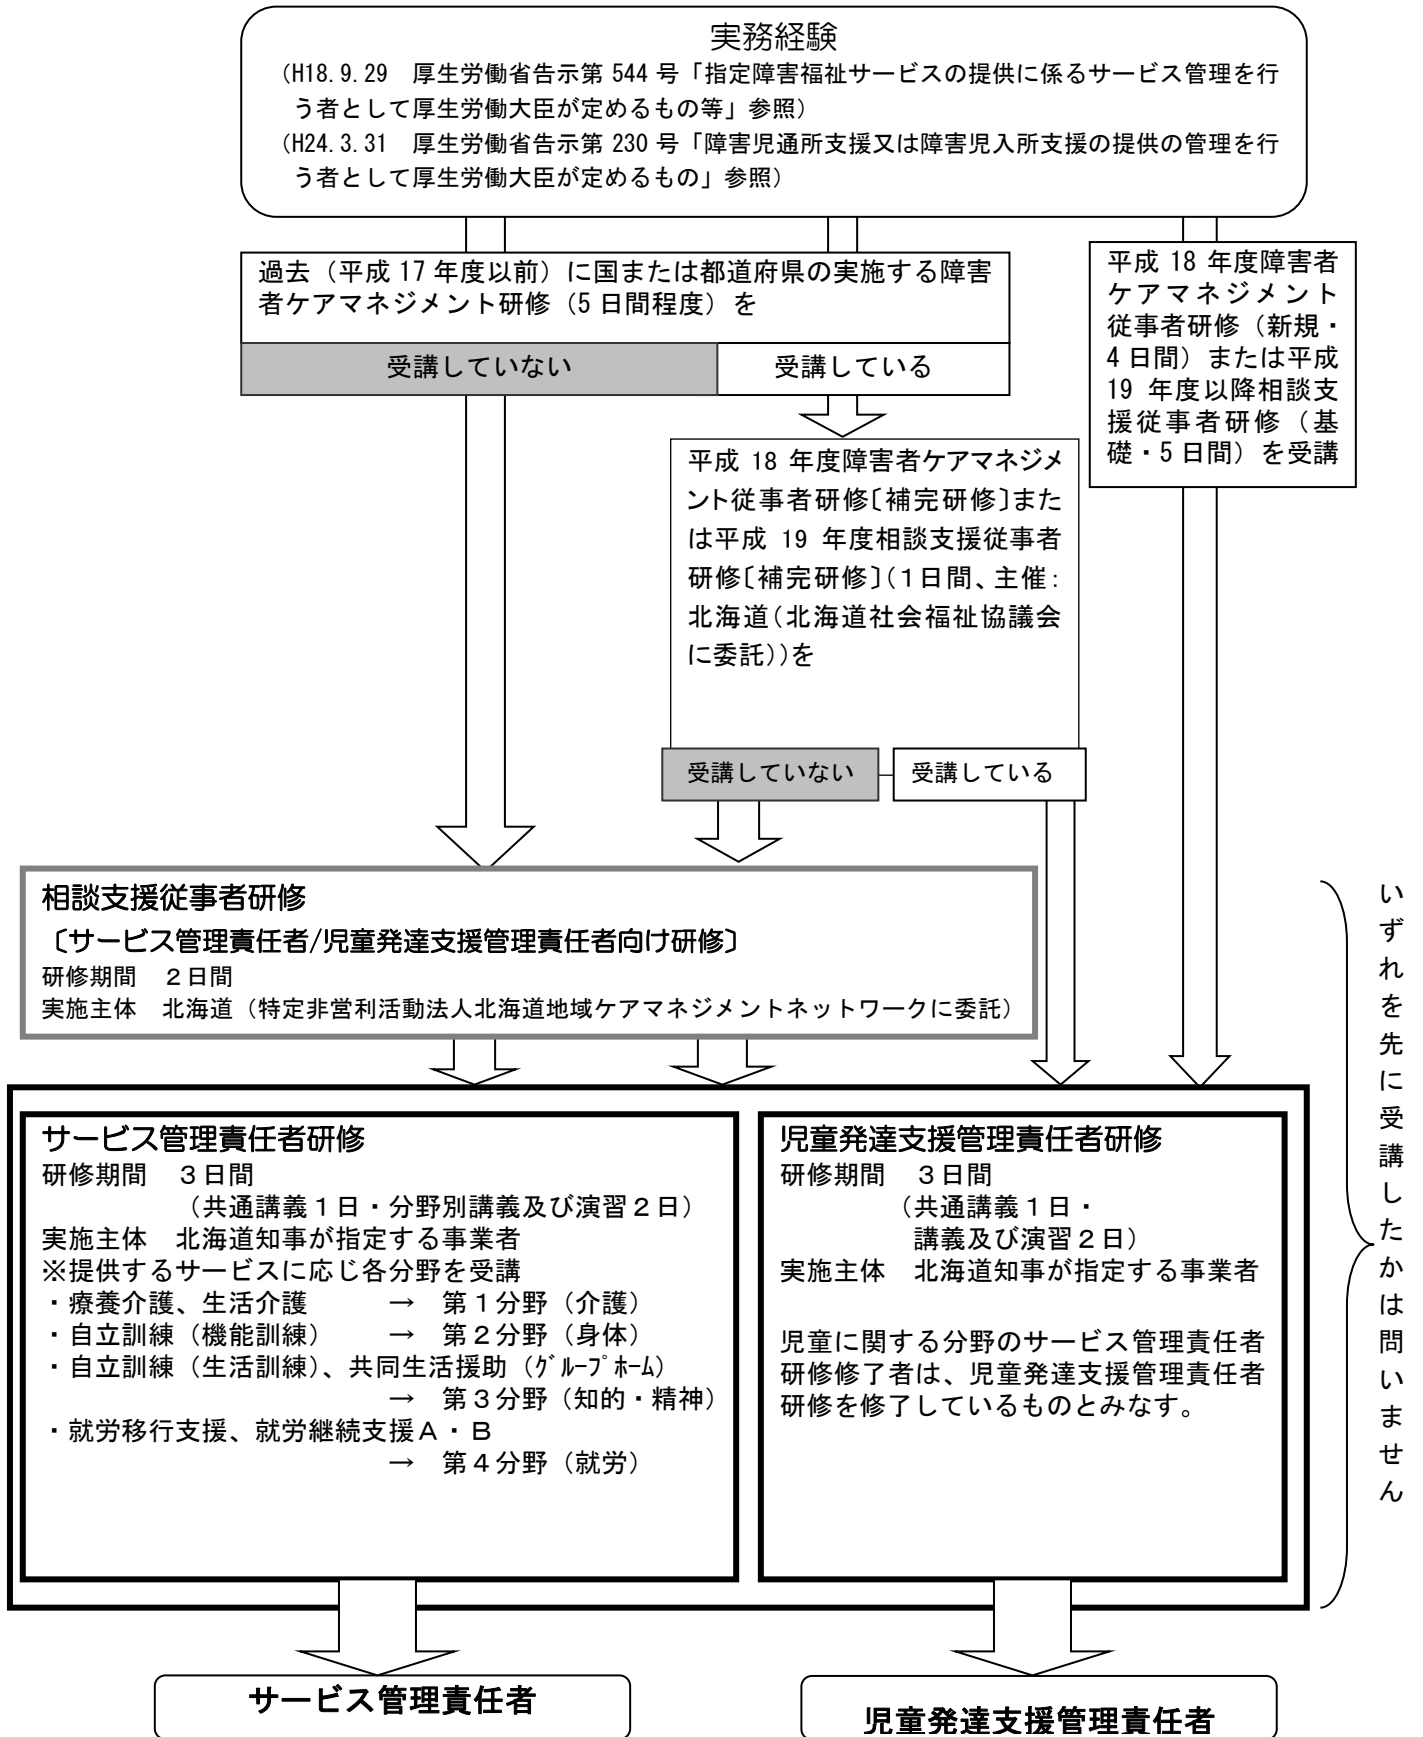 実務経験
(H18.9.29　厚生労働省告示第 544 号「指定障害福祉サービスの提供に係るサービス管理を行
う者として厚生労働大臣が定めるもの等」参照)
(H24.3.31　厚生労働省告示第 230 号「障害児通所支援又は障害児入所支援の提供の管理を行
う者として厚生労働大臣が定めるもの」参照)
過去（平成 17 年度以前）に国または都道府県の実施する障害
者ケアマネジメント研修（5 日間程度）を
受講していない
受講している
平成 18 年度障害者
ケアマネジメント
従事者研修（新規・
4 日間）または平成
19 年度以降相談支
援従事者研修（基
礎・5 日間）を受講
平成 18 年度障害者ケアマネジメ
ント従事者研修〔補完研修〕また
は平成 19 年度相談支援従事者
研修〔補完研修〕(１日間、主催:
北海道(北海道社会福祉協議会
に委託))を
受講していない
受講している
相談支援従事者研修
〔サービス管理責任者/児童発達支援管理責任者向け研修〕
研修期間　２日間
実施主体　北海道（特定非営利活動法人北海道地域ケアマネジメントネットワークに委託）
サービス管理責任者研修
研修期間　３日間
（共通講義１日・分野別講義及び演習２日）
実施主体　北海道知事が指定する事業者
※提供するサービスに応じ各分野を受講
・療養介護、生活介護　→　第１分野（介護）
・自立訓練（機能訓練）　→　第２分野（身体）
・自立訓練（生活訓練）、共同生活援助（ｸﾞﾙｰﾌﾟﾎｰﾑ）
→　第３分野（知的・精神）
・就労移行支援、就労継続支援Ａ・Ｂ
→　第４分野（就労）
児童発達支援管理責任者研修
研修期間　３日間
（共通講義１日・
講義及び演習２日）
実施主体　北海道知事が指定する事業者
児童に関する分野のサービス管理責任者
研修修了者は、児童発達支援管理責任者
研修を修了しているものとみなす。
いずれを先に受講したかは問いません
サービス管理責任者
児童発達支援管理責任者